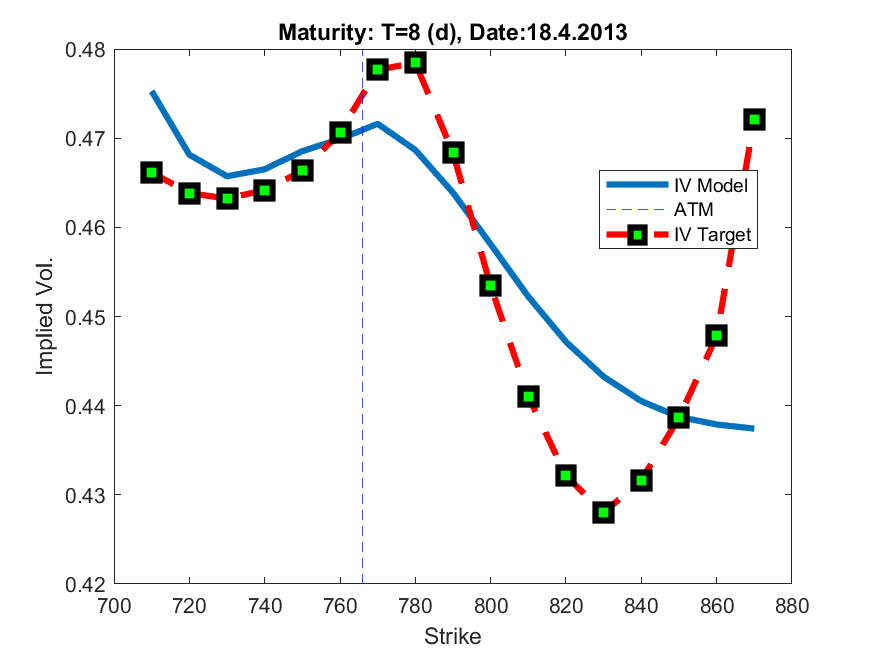 Maturity: T=8 (d), Date:18.4.2013
0.48
0.47
0.46
0.45
0.44
0.43
0.42
Implied Vol.
IV Model
ATM
IV Target
700 720 740 760 780 800 820 840 860 880
Strike